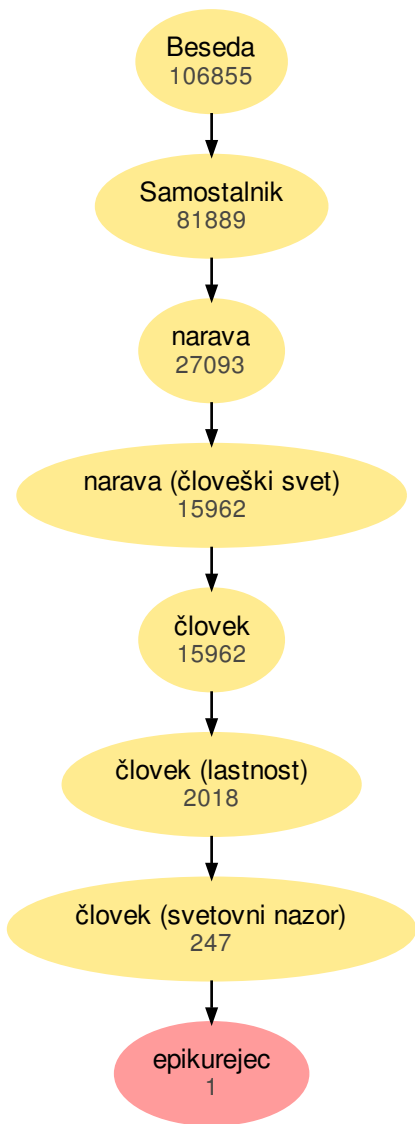 Beseda
106855
Samostalnik
81889
narava
27093
narava (človeški svet)
15962
človek
15962
človek (lastnost)
2018
človek (svetovni nazor)
247
epikurejec
1